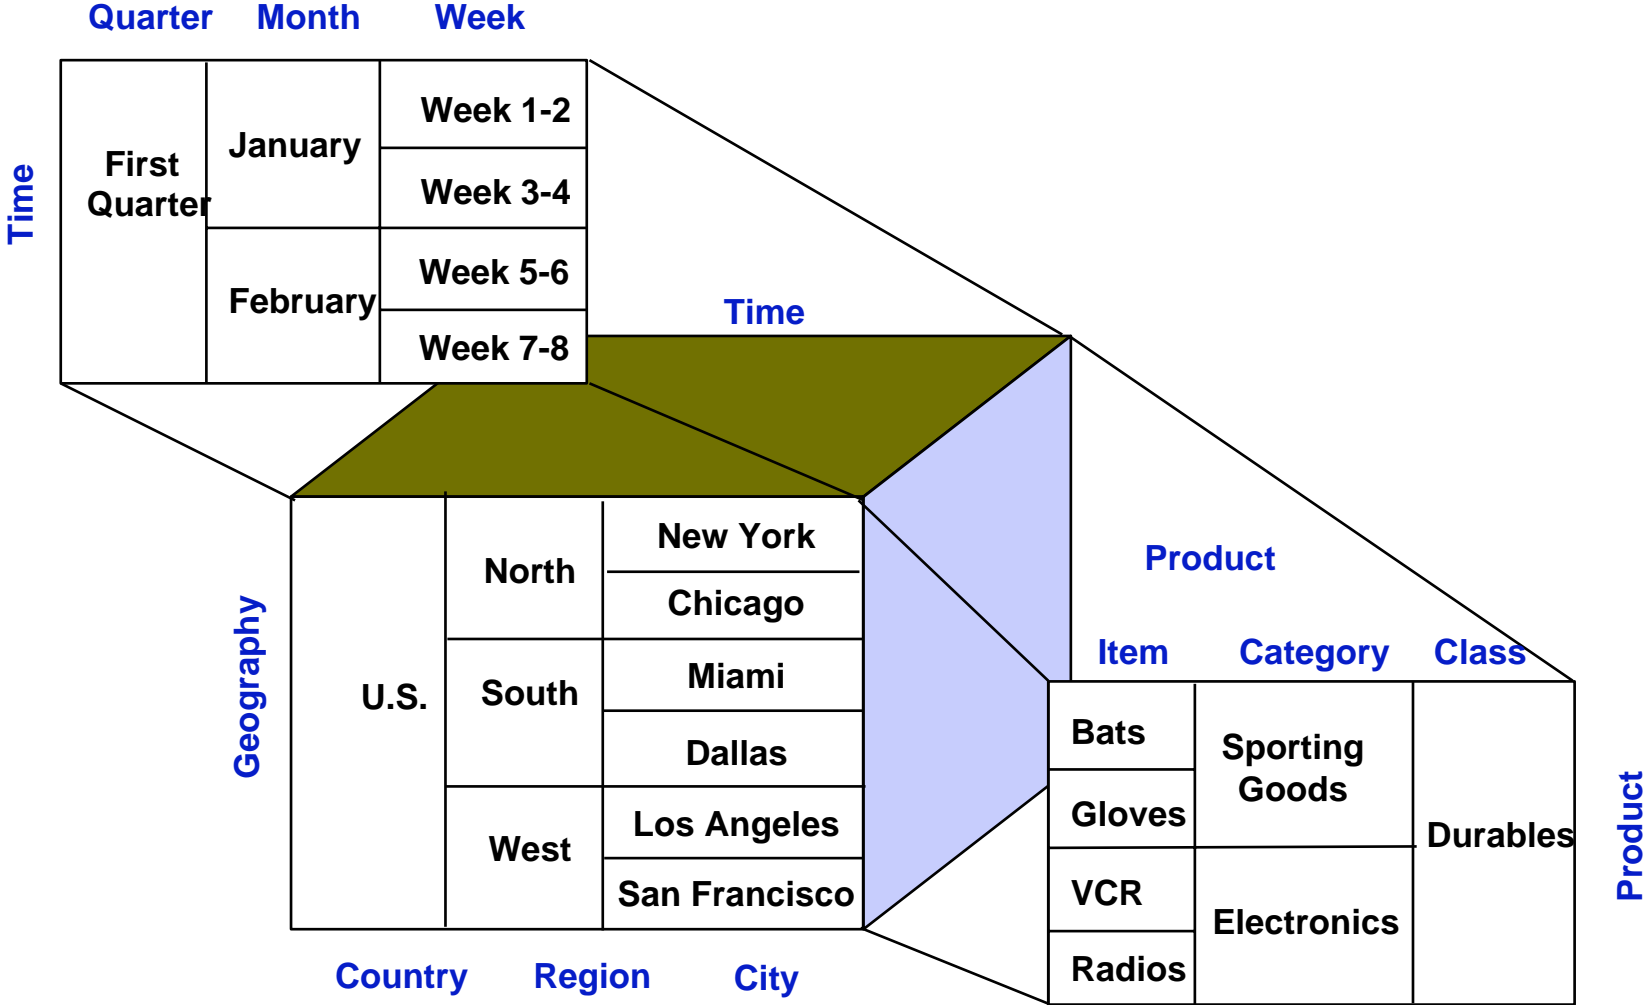 Quarter Month Week
Time
First
Quarter
January
February
Week 1-2
Week 3-4
Week 5-6
Week 7-8
Time
Geography
U.S.
North
South
West
New York
Chicago
Miami
Dallas
Los Angeles
San Francisco
Country Region City
Product
Item Category Class
Bats
Gloves
VCR
Radios
Sporting
Goods
Electronics
Durables
Product